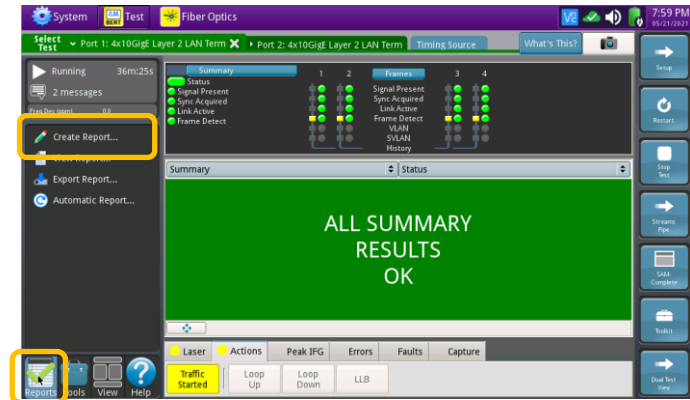 System
Test
Fiber Optics
7:59 PM
05/21/2021
Select Test
Port 1: 4x10GigE Layer 2 LAN Term
Port 2: 4x10GigE Layer 2 LAN Term
Timing Source
What's This?
Running 36m:25s
2 messages
Freq Dev (ppm) 0.0
Create Report...
View Report...
Export Report...
Automatic Report...
Summary
Status
Signal Present
Sync Acquired
Link Active
Frame Detect
1 2 Frames 3 4
Signal Present
Sync Acquired
Link Active
Frame Detect
VLAN
SVLAN
History
Summary
Status
ALL SUMMARY
RESULTS
OK
Laser
Actions
Peak IFG
Errors
Faults
Capture
Traffic
Started
Loop
Up
Loop
Down
LLB
Reports
Tools
View
Help
Setup
Restart
Stop
Test
Streams
Pipe
SAM-
Complete
Toolkit
Dual Test
View